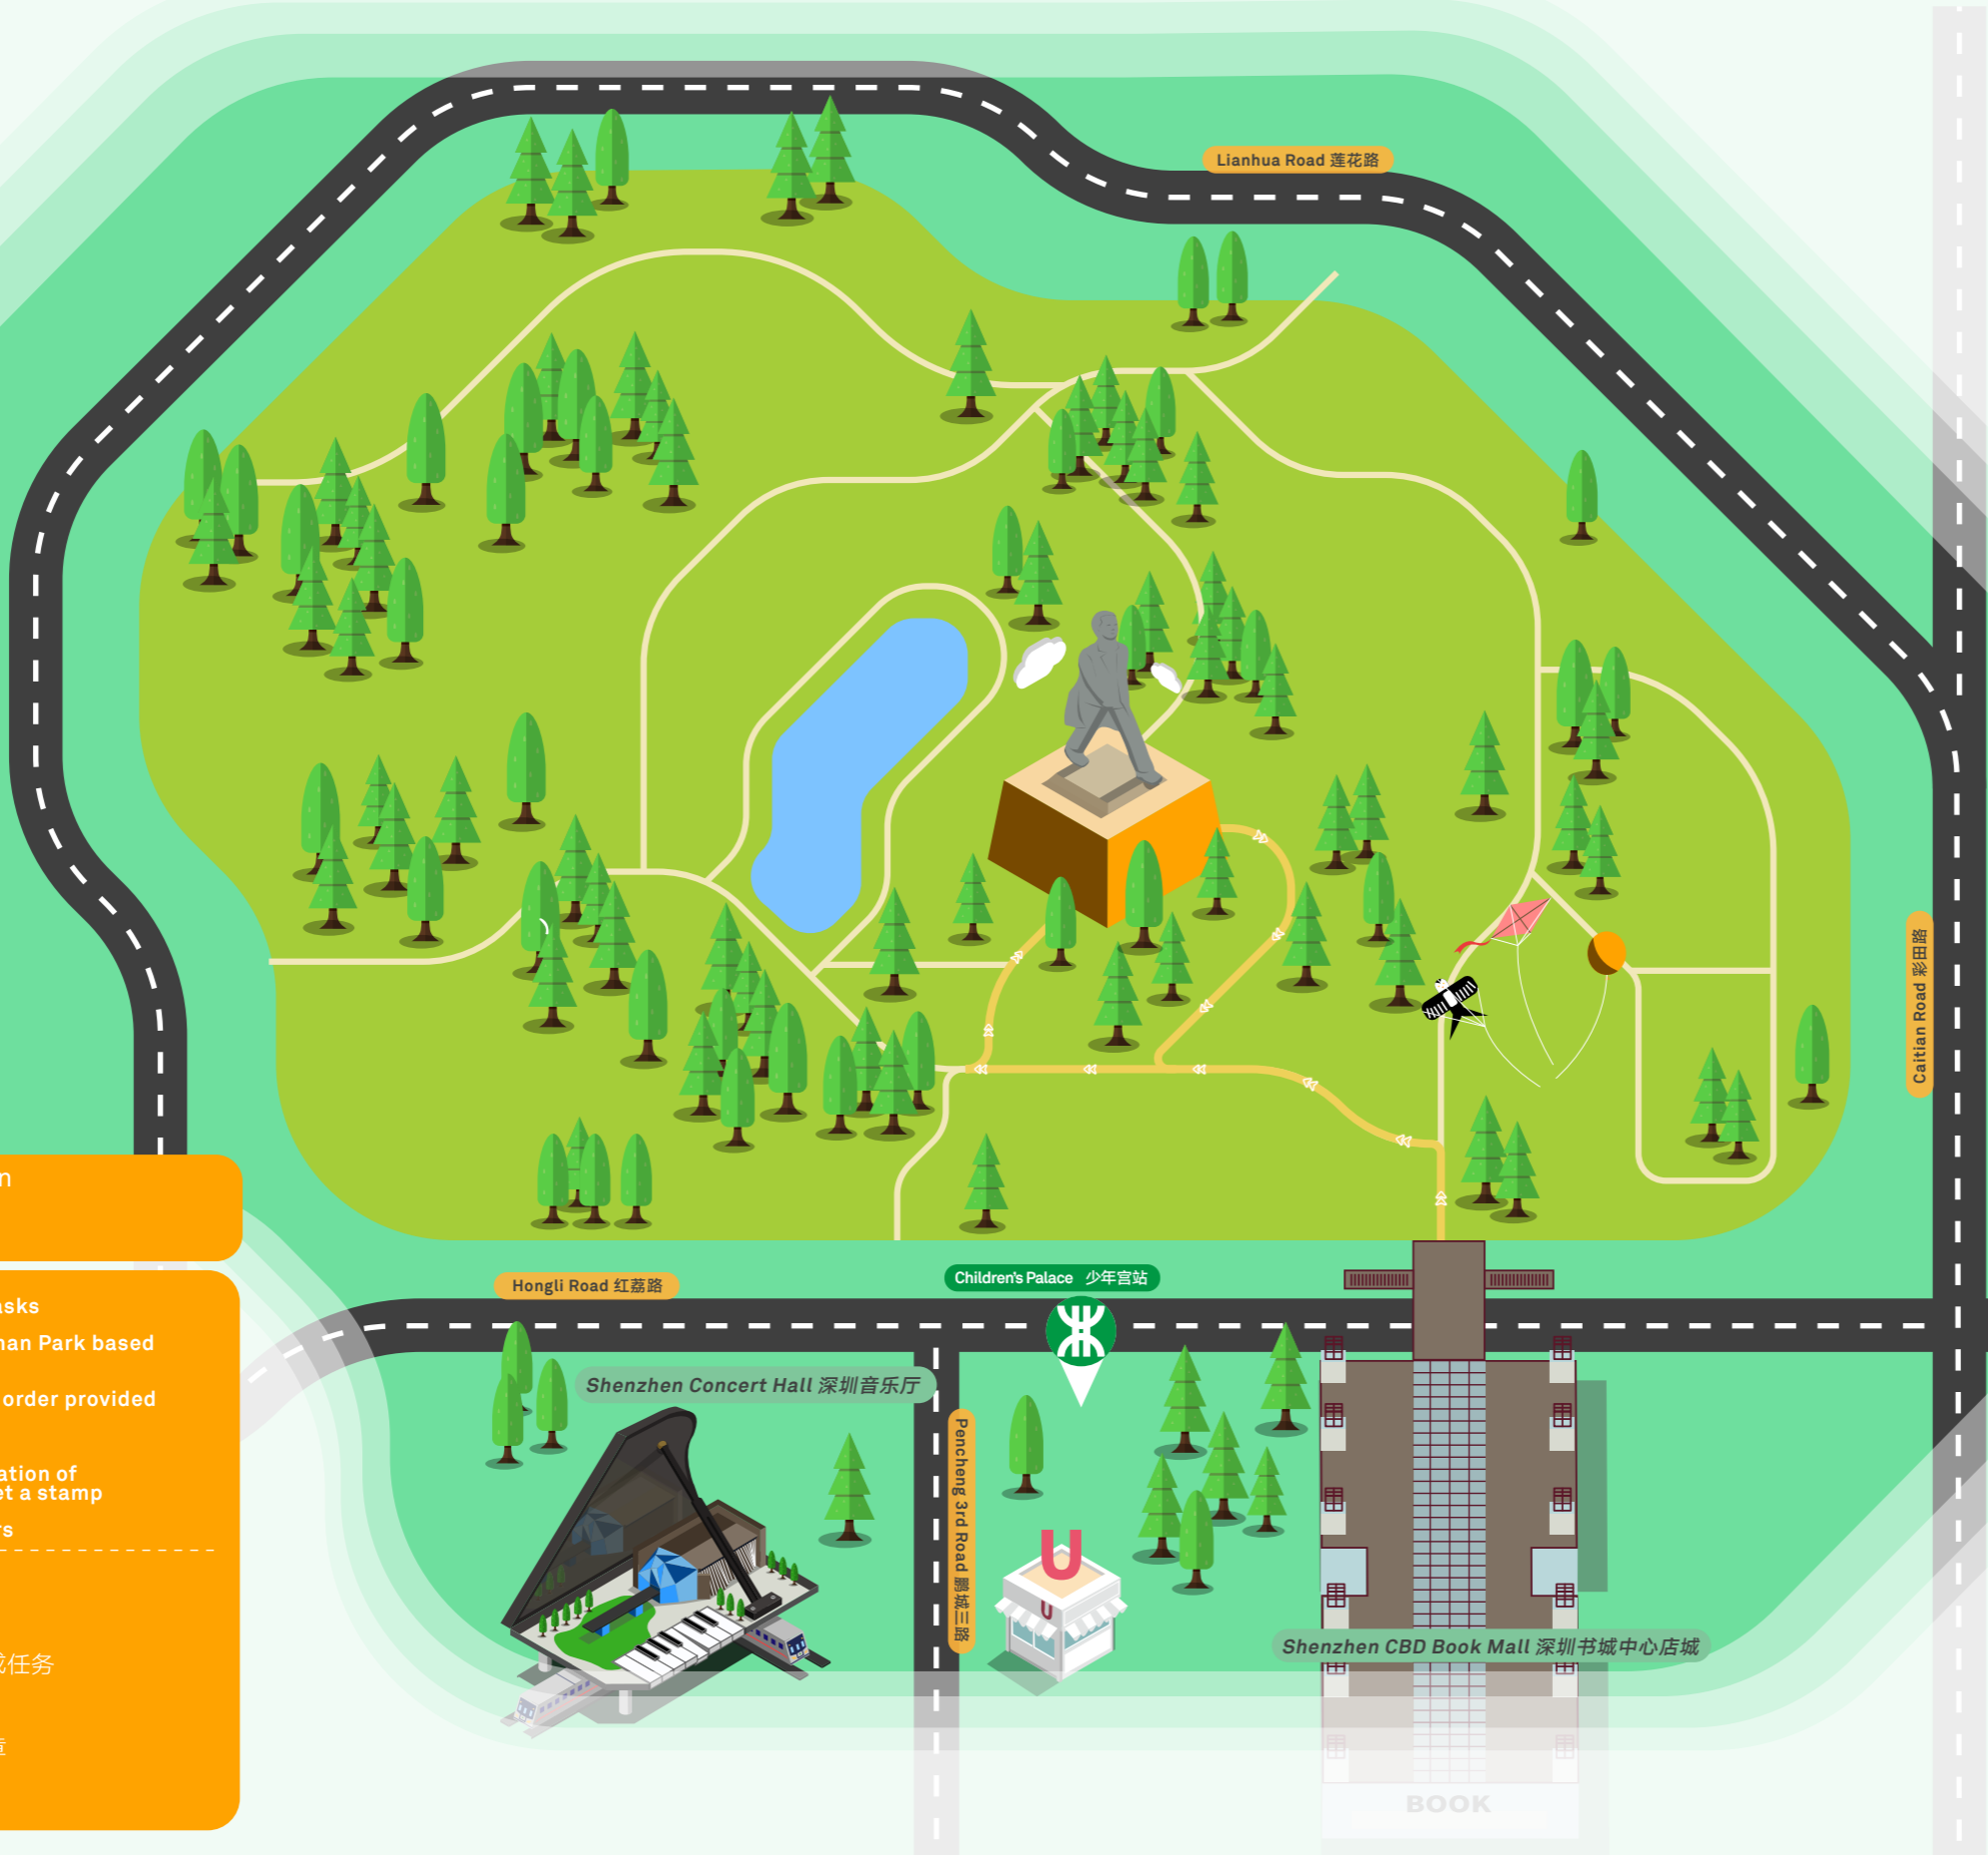 Lianhua Road 莲花路
Caitian Road 彩田路
n
asks
nan Park based
order provided
ation of
et a stamp
rs
成任务
章
Hongli Road 红荔路
Children's Palace 少年宫站
Shenzhen Concert Hall 深圳音乐厅
Pencheng 3rd Road 鹏城三路
U
U
Shenzhen CBD Book Mall 深圳书城中心店城
BOOK